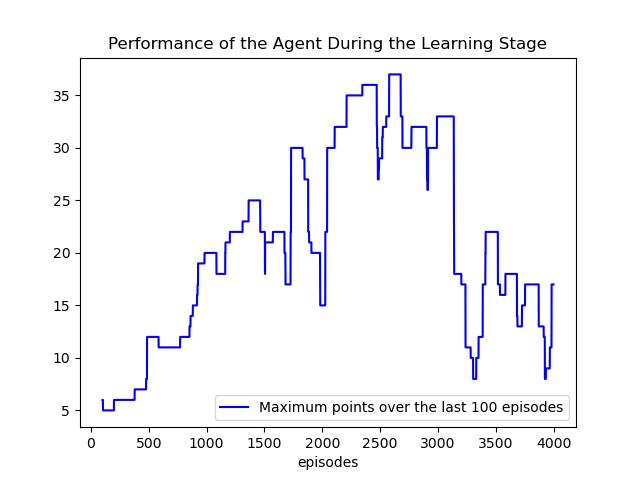 Performance of the Agent During the Learning Stage
35
30
25
20
15
10
5
Maximum points over the last 100 episodes
0 500 1000 1500 2000 2500 3000 3500 4000
episodes